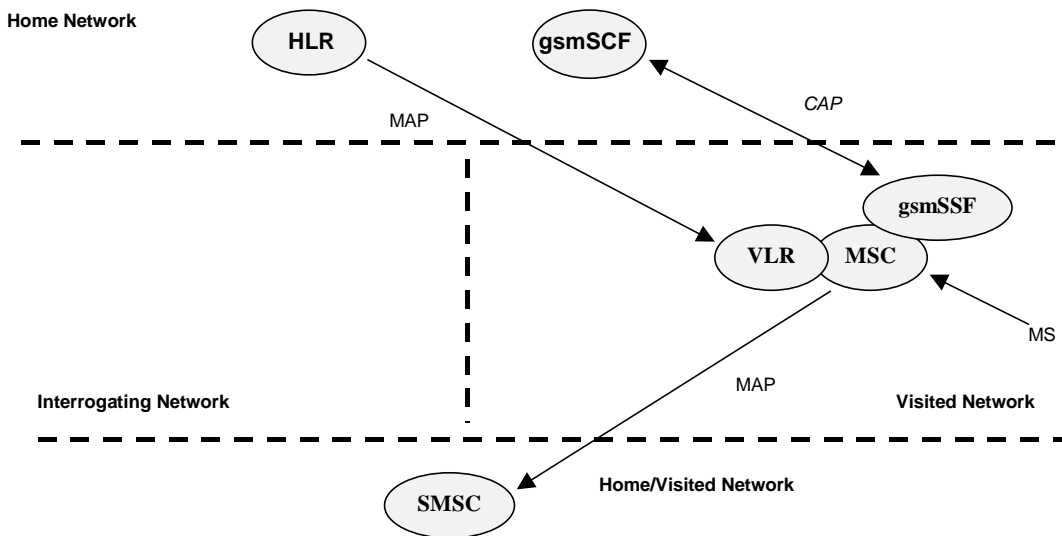 Home Network
HLR
gsmSCF
CAP
MAP
gsmSSF
VLR
MSC
MS
MAP
Interrogating Network
Visited Network
Home/Visited Network
SMSC